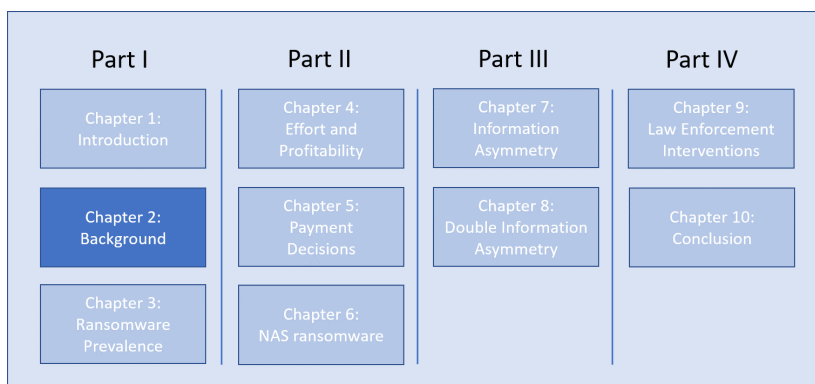 Part I
Chapter 1:
Introduction
Chapter 2:
Background
Chapter 3:
Ransomware
Prevalence
Part II
Chapter 4:
Effort and
Profitability
Chapter 5:
Payment
Decisions
Chapter 6:
NAS ransomware
Part III
Chapter 7:
Information
Asymmetry
Chapter 8:
Double Information
Asymmetry
Part IV
Chapter 9:
Law Enforcement
Interventions
Chapter 10:
Conclusion